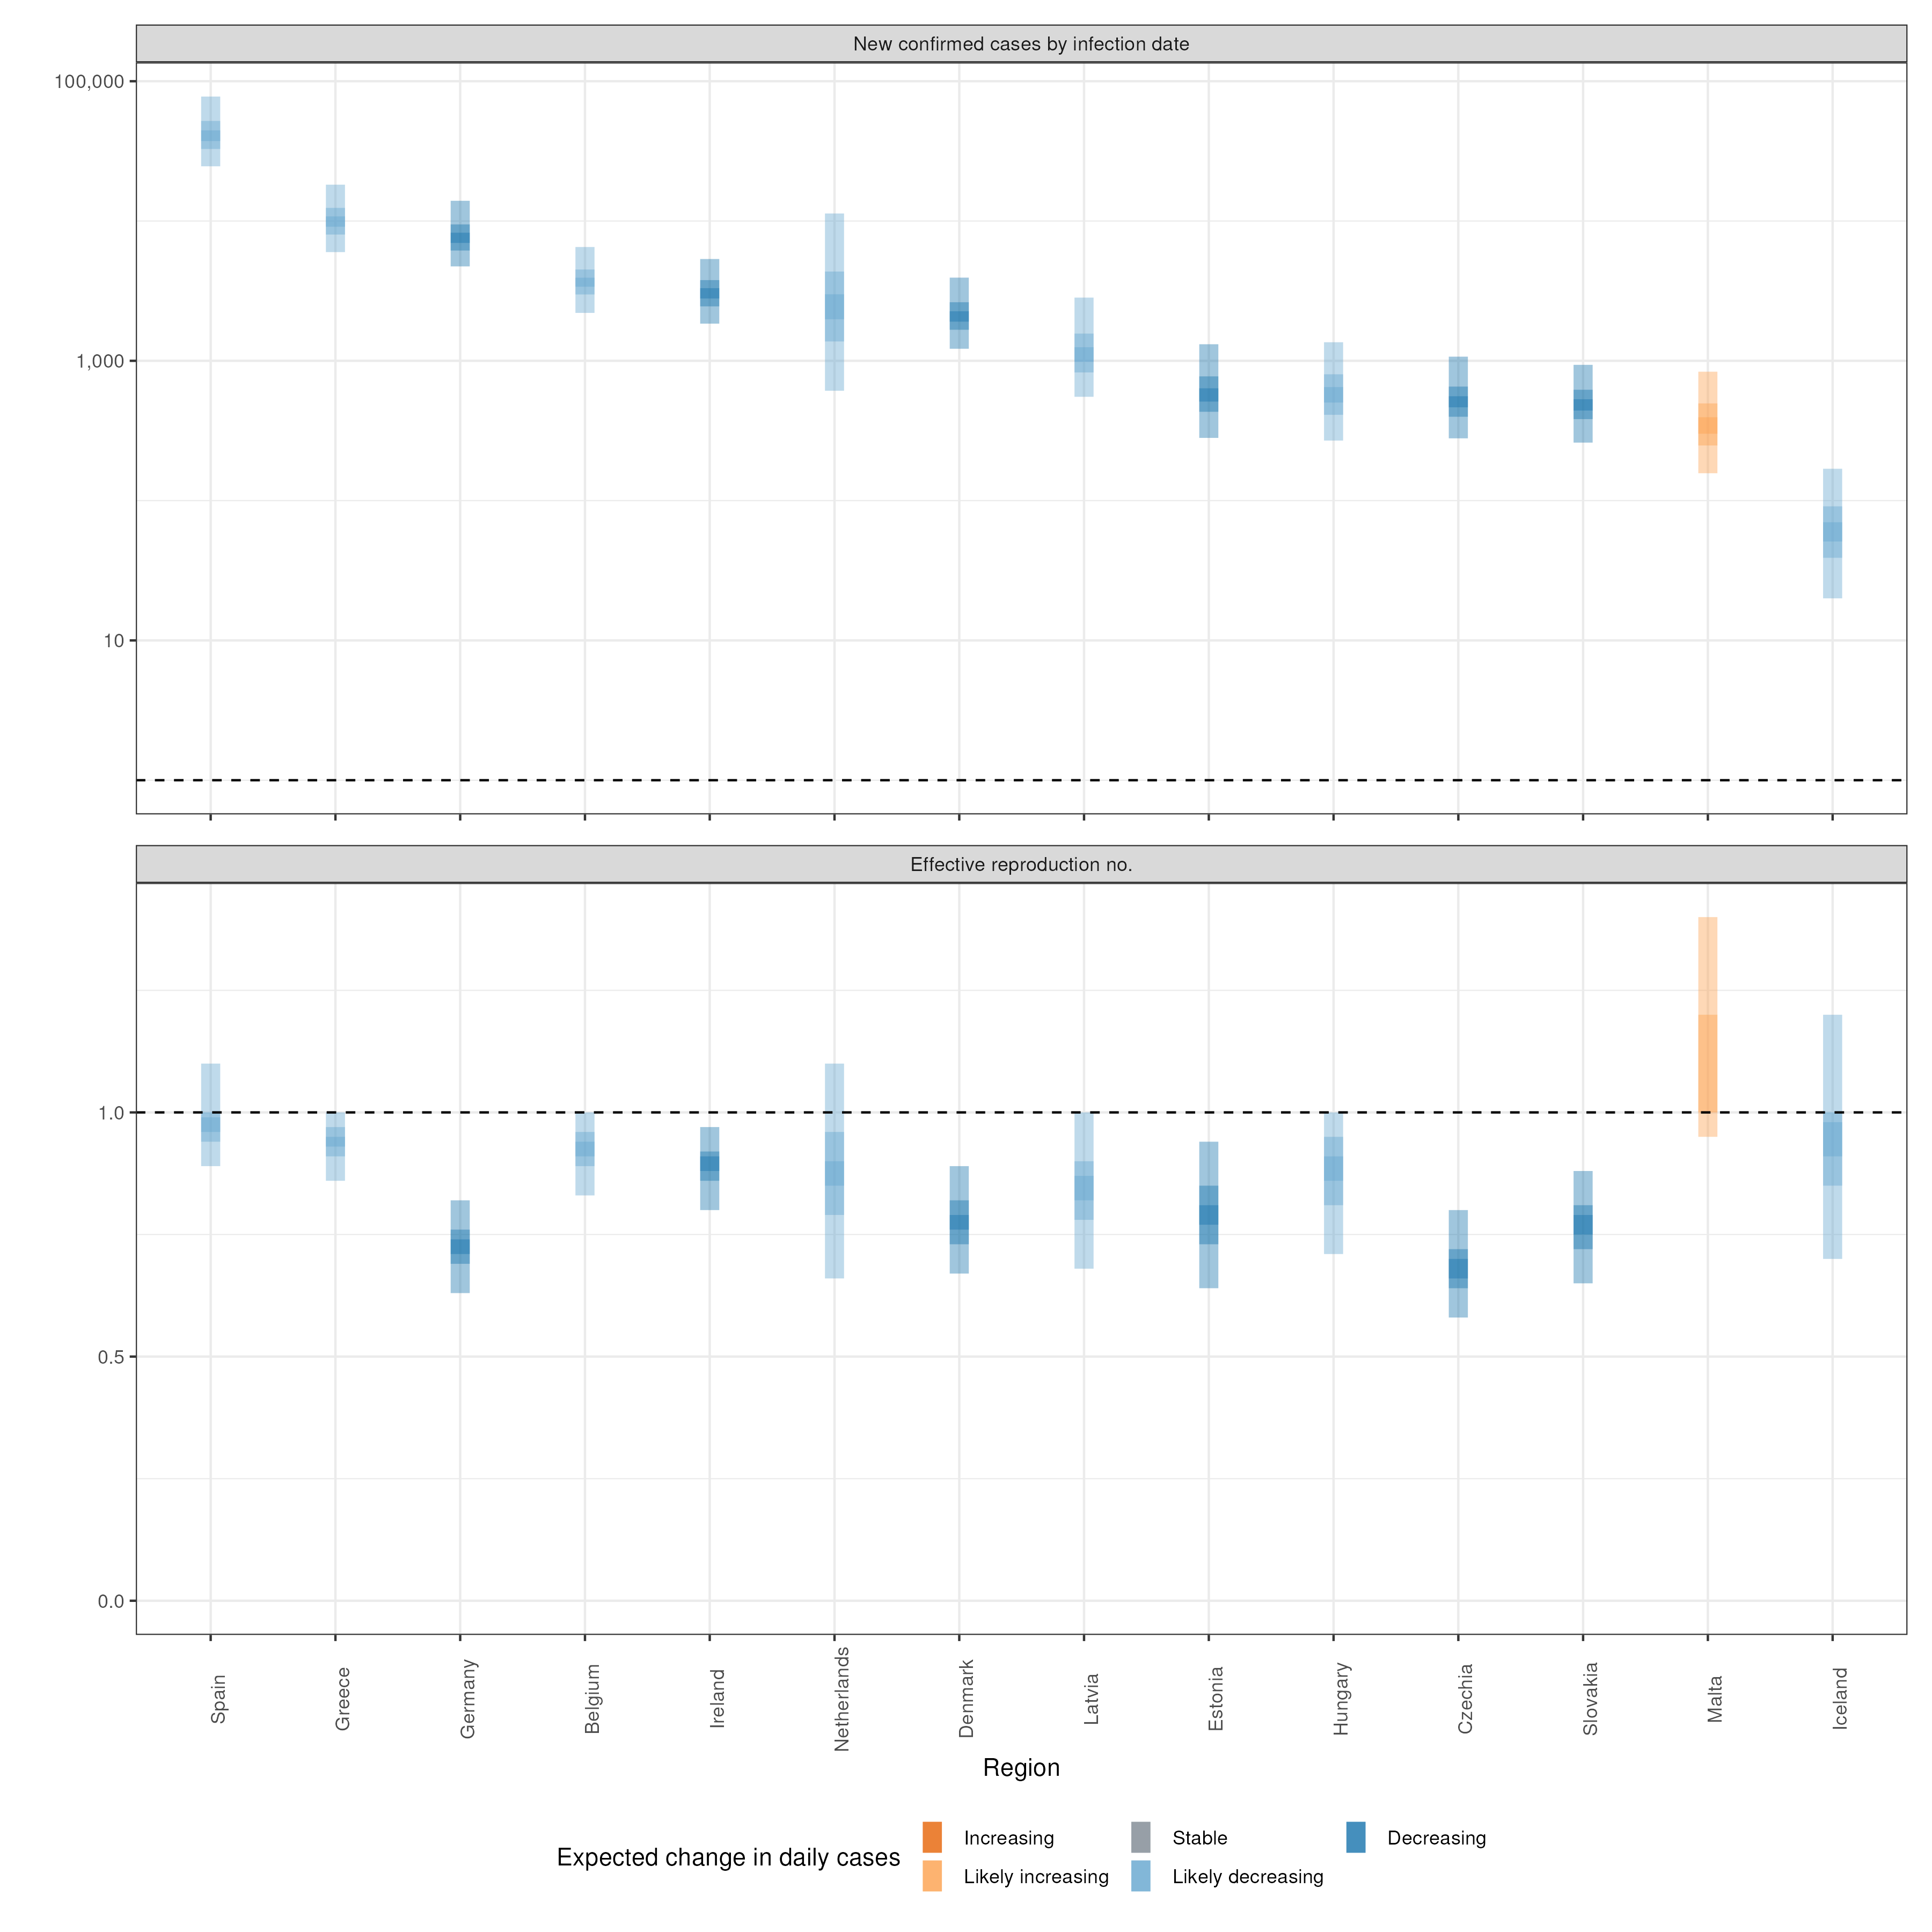 New confirmed cases by infection date
100,000
1,000
10
Effective reproduction no.
1.0
0.5
0.0
Spain
Greece
Germany
Belgium
Ireland
Netherlands
Denmark
Latvia
Estonia
Hungary
Czechia
Slovakia
Malta
Iceland
Region
Expected change in daily cases
Increasing
Stable
Decreasing
Likely increasing
Likely decreasing